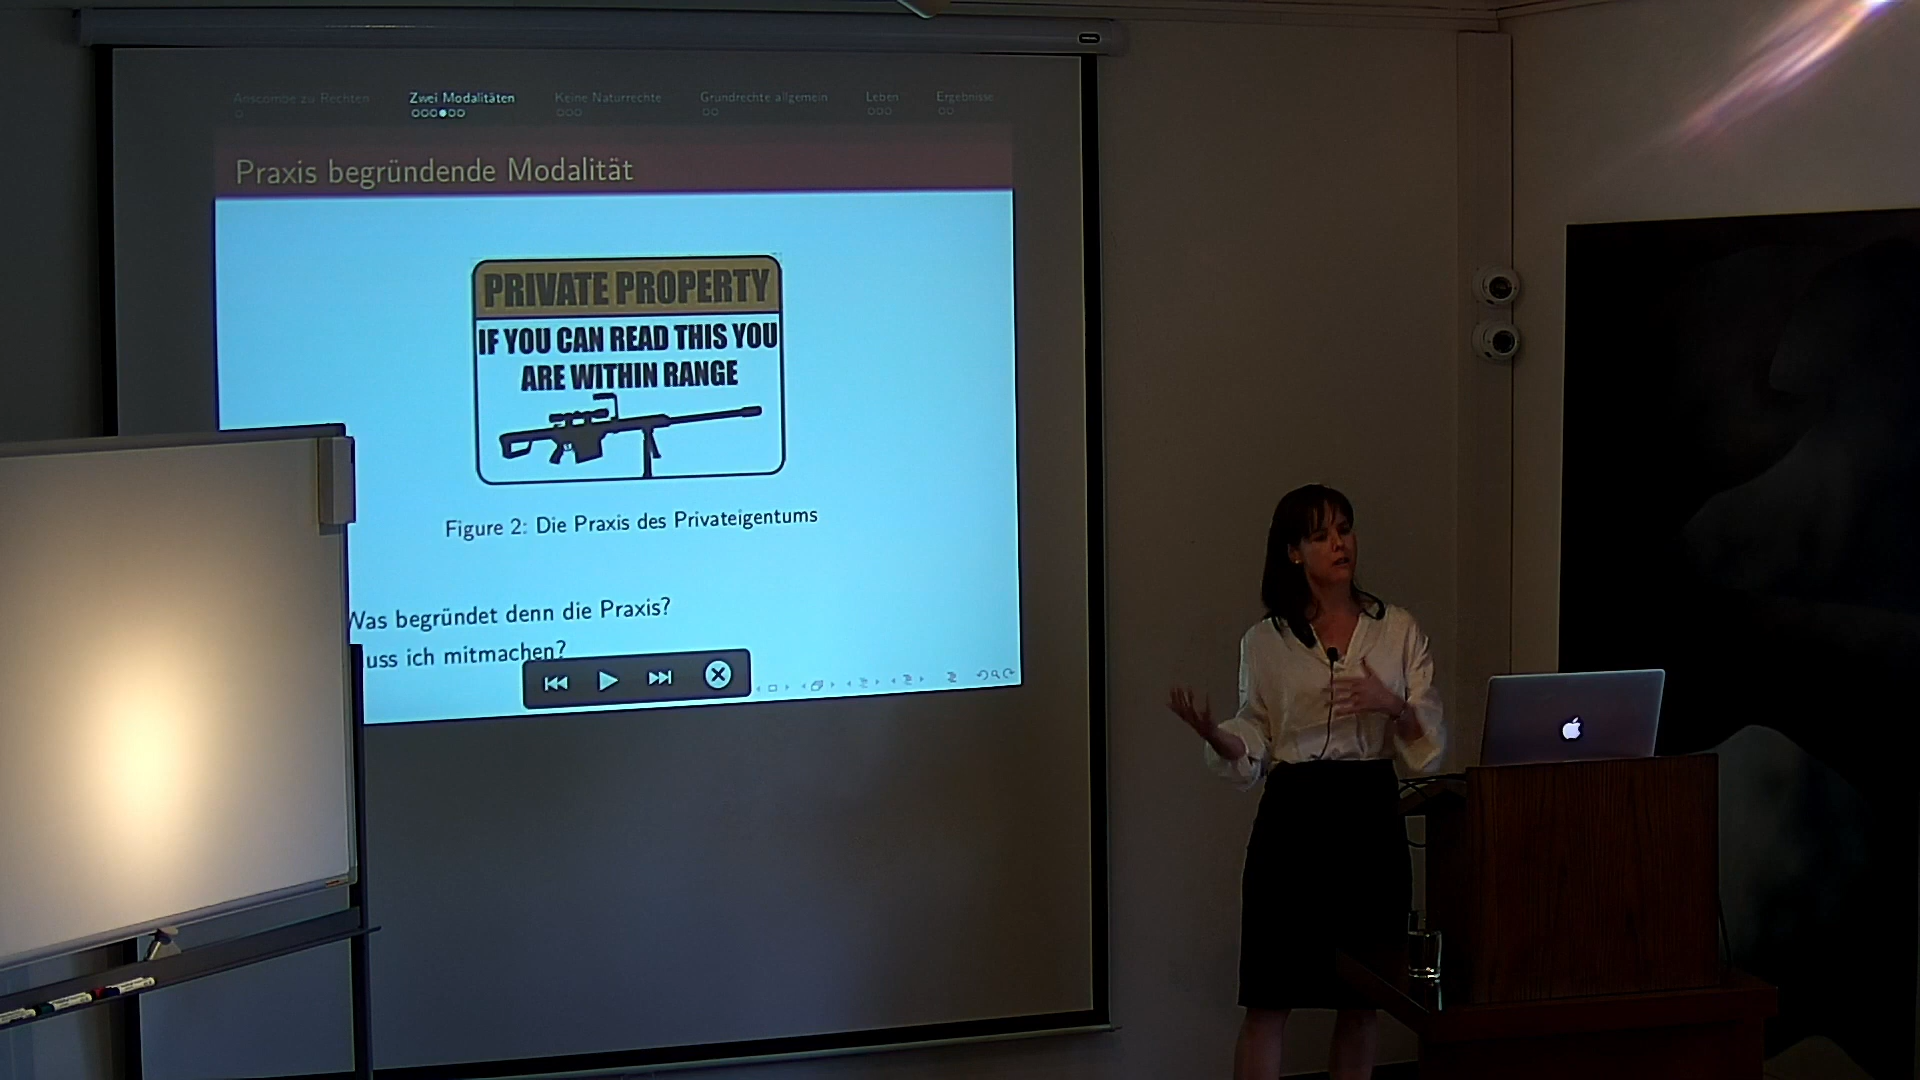 Anscombe zu Rechten Zwei Modalitäten Keine Naturrechte Grundrechte allgemein Leben Ergebnisse
Praxis begründende Modalität
PRIVATE PROPERTY
IF YOU CAN READ THIS YOU
ARE WITHIN RANGE
Figure 2: Die Praxis des Privateigentums
Was begründet denn die Praxis?
uss ich mitmachen?